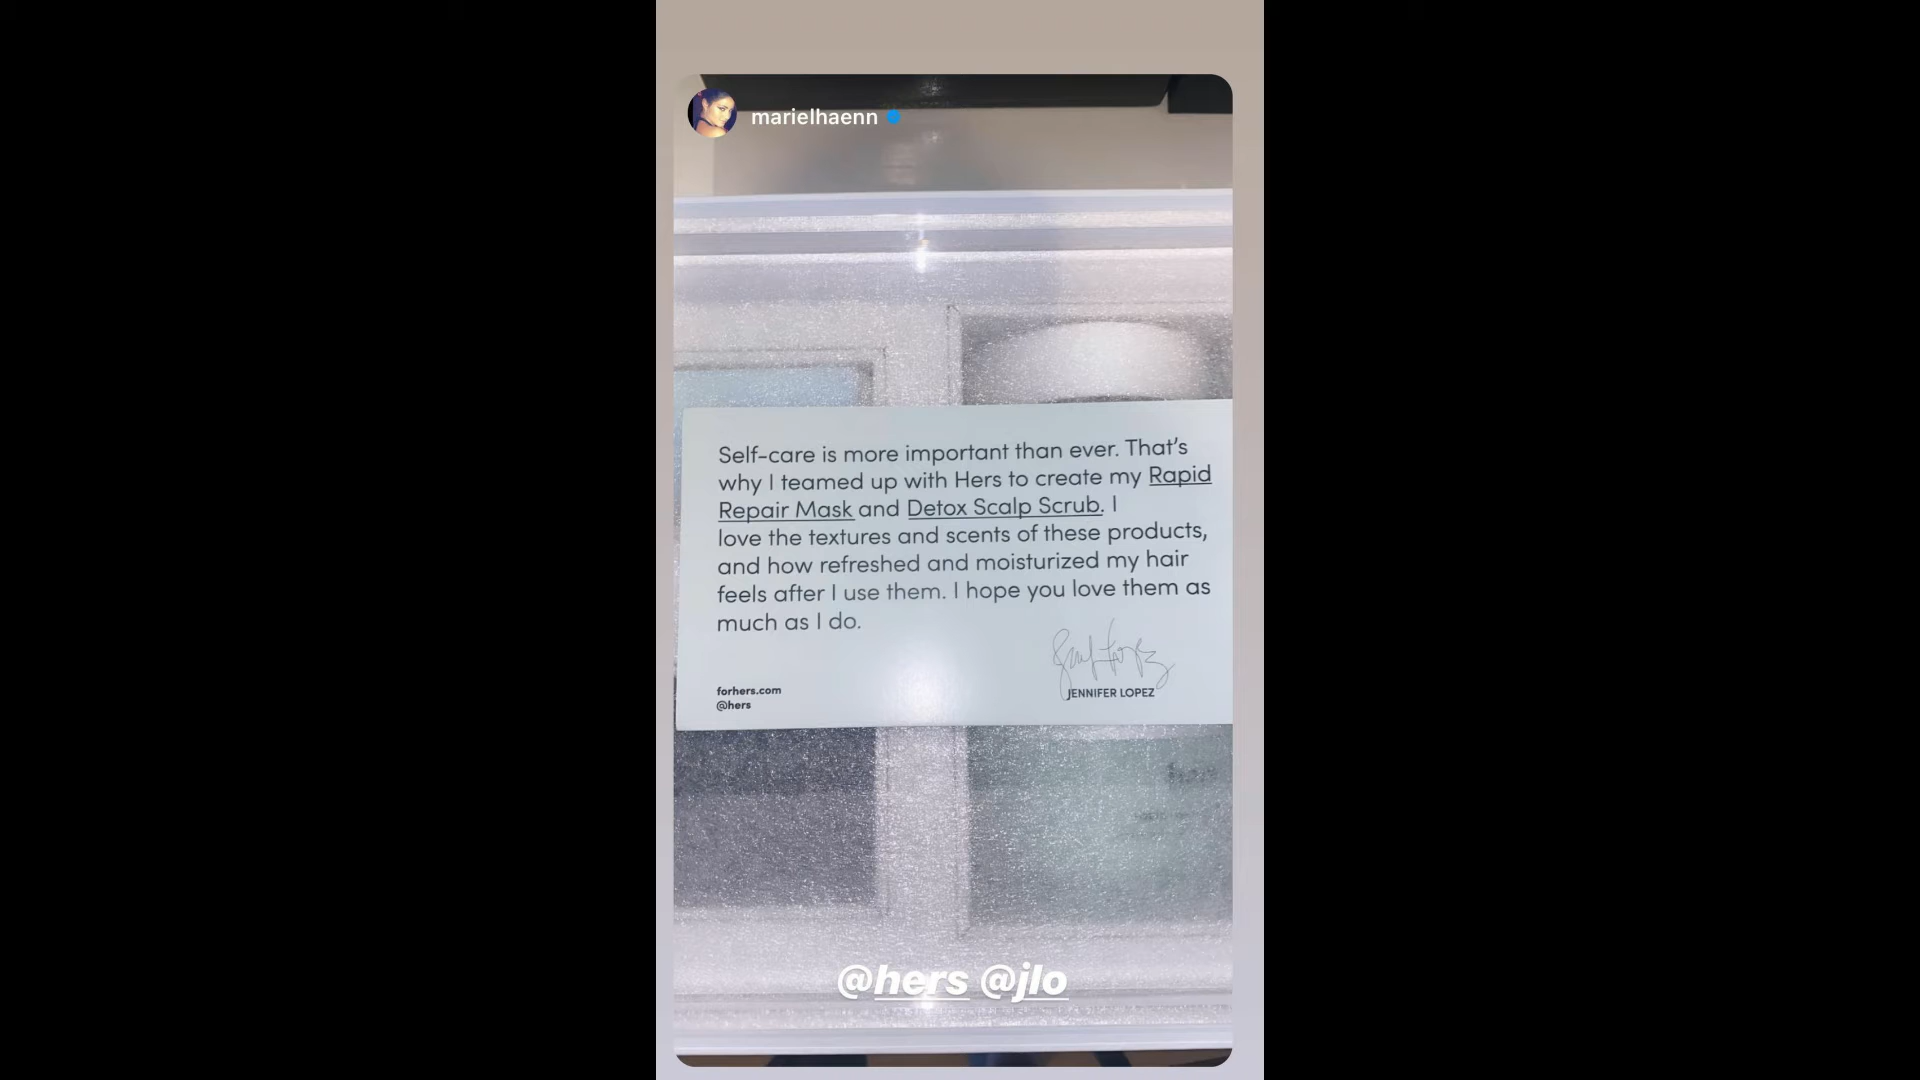 marielhaenn
Self-care is more important than ever. That's
why I teamed up with Hers to create my Rapid
Repair Mask and Detox Scalp Scrub. I
love the textures and scents of these products,
and how refreshed and moisturized my hair
feels after I use them. I hope you love them as
much as I do.
JENNIFER LOPEZ
forhers.com
@hers
@hers @jlo